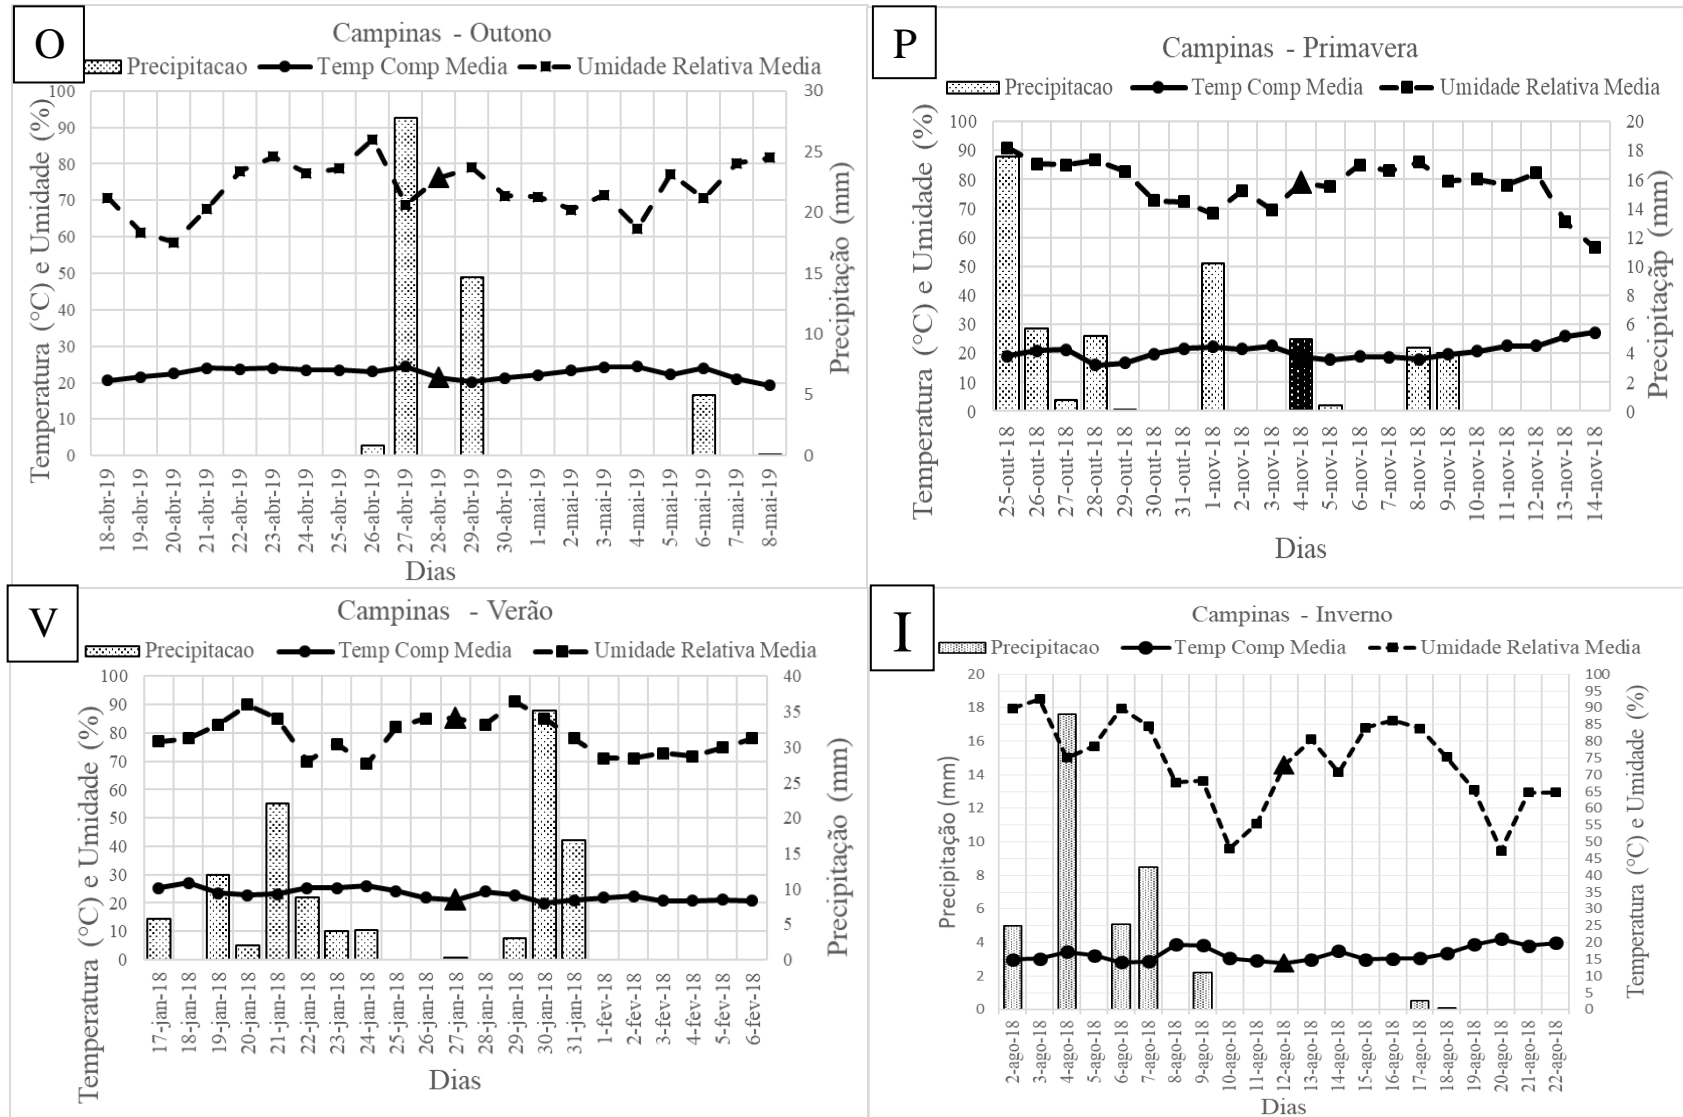 O
Campinas - Outono
Precipitacao Temp Comp Media Umidade Relativa Media
Temperatura (°C) e Umidade (%)
100
90
80
70
60
50
40
30
20
10
0
30
25
20
15
10
5
0
Precipitação (mm)
18-abr-19
19-abr-19
20-abr-19
21-abr-19
22-abr-19
23-abr-19
24-abr-19
25-abr-19
26-abr-19
27-abr-19
28-abr-19
29-abr-19
30-abr-19
1-mai-19
2-mai-19
3-mai-19
4-mai-19
5-mai-19
6-mai-19
7-mai-19
8-mai-19
Dias
P
Campinas - Primavera
Precipitacao Temp Comp Media Umidade Relativa Media
Temperatura (°C) e Umidade (%)
100
90
80
70
60
50
40
30
20
10
0
20
18
16
14
12
10
8
6
4
2
0
Precipitaçãp (mm)
25-out-18
26-out-18
27-out-18
28-out-18
29-out-18
30-out-18
31-out-18
1-nov-18
2-nov-18
3-nov-18
4-nov-18
5-nov-18
6-nov-18
7-nov-18
8-nov-18
9-nov-18
10-nov-18
11-nov-18
12-nov-18
13-nov-18
14-nov-18
Dias
V
Campinas - Verão
Precipitacao Temp Comp Media Umidade Relativa Media
Temperatura (°C) e Umidade (%)
100
90
80
70
60
50
40
30
20
10
0
40
35
30
25
20
15
10
5
0
Precipitação (mm)
17-jan-18
18-jan-18
19-jan-18
20-jan-18
21-jan-18
22-jan-18
23-jan-18
24-jan-18
25-jan-18
26-jan-18
27-jan-18
28-jan-18
29-jan-18
30-jan-18
31-jan-18
1-fev-18
2-fev-18
3-fev-18
4-fev-18
5-fev-18
6-fev-18
Dias
I
Campinas - Inverno
Precipitacao Temp Comp Media Umidade Relativa Media
Precipitação (mm)
20
18
16
14
12
10
8
6
4
2
0
100
95
90
85
80
75
70
65
60
55
50
45
40
35
30
25
20
15
10
5
0
Temperatura (°C) e Umidade (%)
2-ago-18
3-ago-18
4-ago-18
5-ago-18
6-ago-18
7-ago-18
8-ago-18
9-ago-18
10-ago-18
11-ago-18
12-ago-18
13-ago-18
14-ago-18
15-ago-18
16-ago-18
17-ago-18
18-ago-18
19-ago-18
20-ago-18
21-ago-18
22-ago-18
Dias